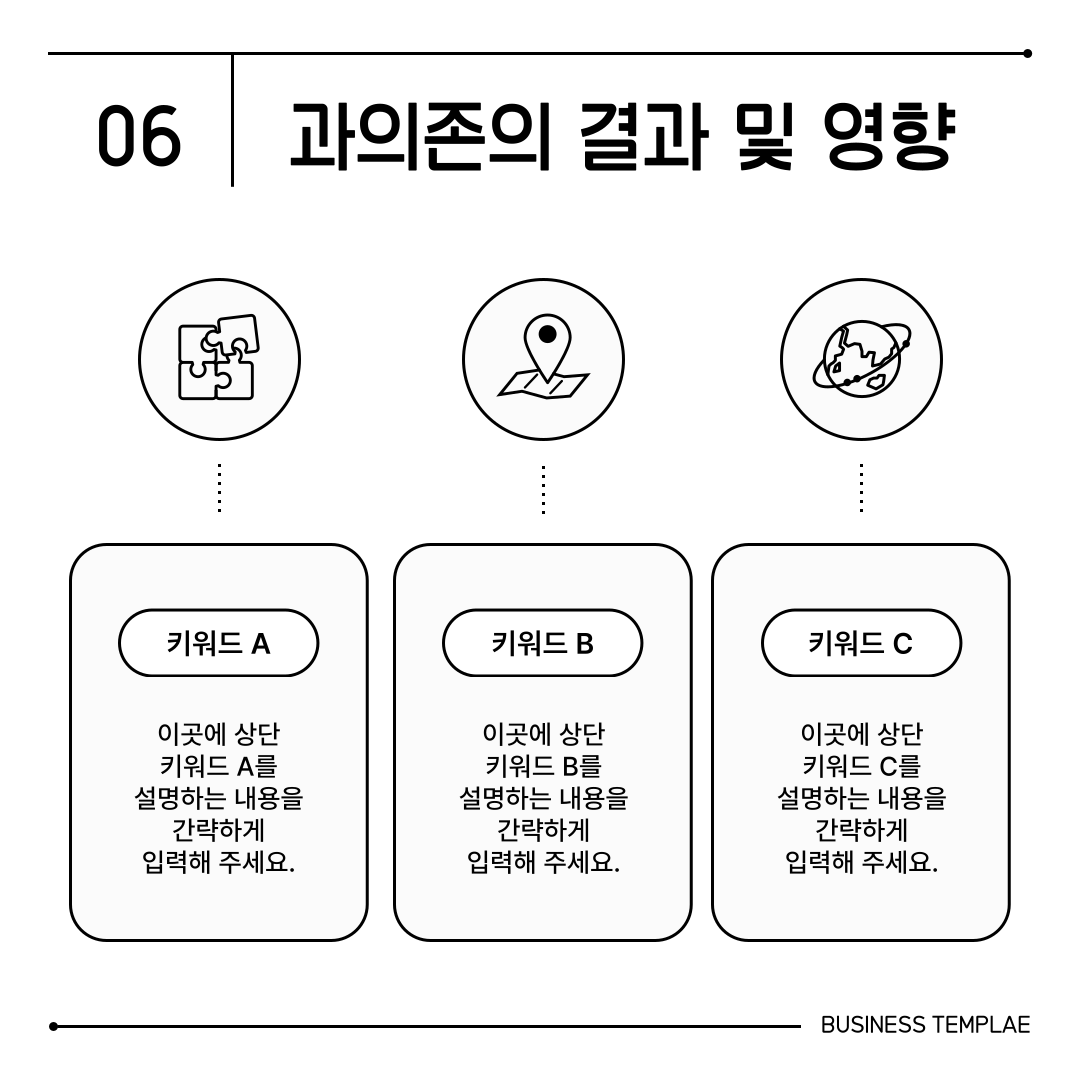 06 과의존의 결과 및 영향
키워드 A
이곳에 상단
키워드 A를
설명하는 내용을
간략하게
입력해 주세요.
키워드 B
이곳에 상단
키워드 B를
설명하는 내용을
간략하게
입력해 주세요.
키워드 C
이곳에 상단
키워드 C를
설명하는 내용을
간략하게
입력해 주세요.
BUSINESS TEMPLAE